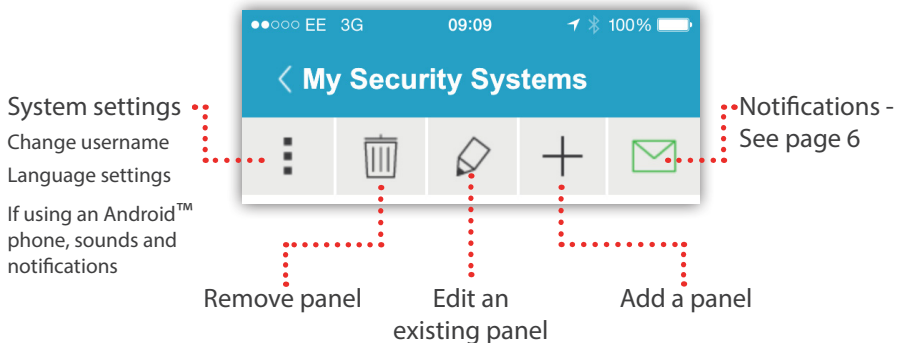 EE 3G 09:09 100%
My Security Systems
System settings
Change username
Language settings
If using an Android™
phone, sounds and
notifications
Notifications -
See page 6
Remove panel
Edit an
existing panel
Add a panel